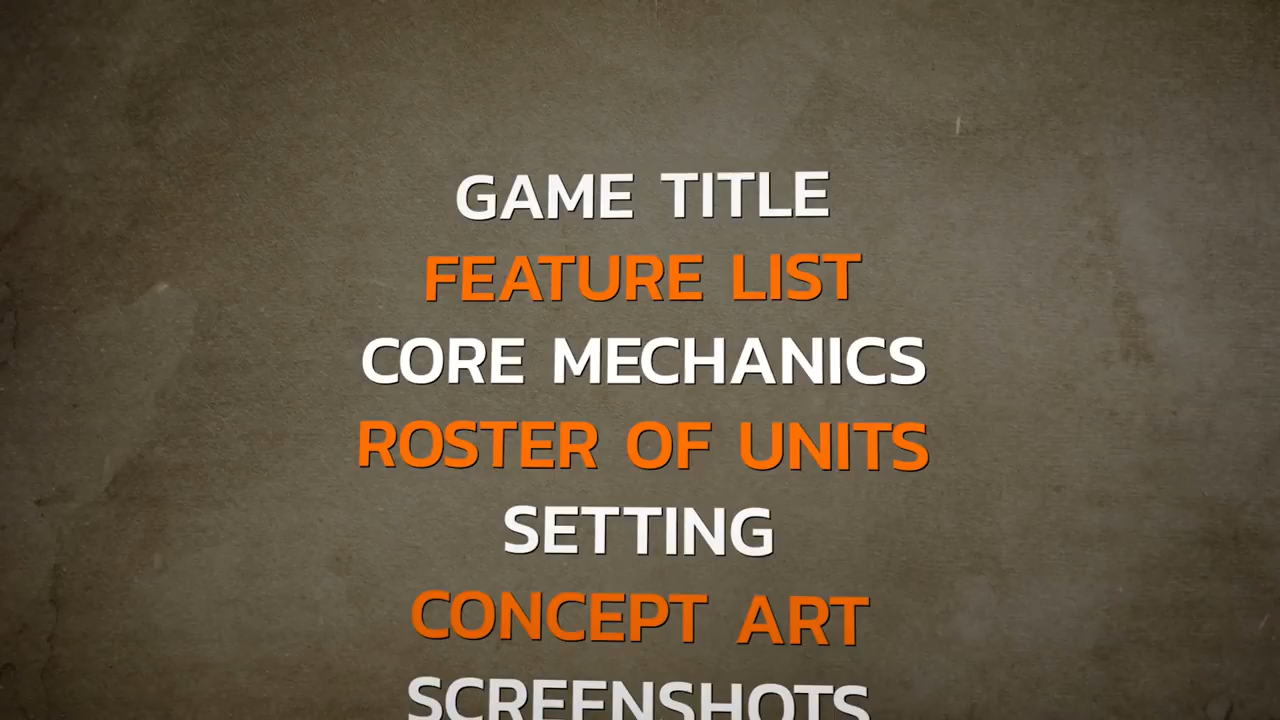 GAME TITLE
FEATURE LIST
CORE MECHANICS
ROSTER OF UNITS
SETTING
CONCEPT ART
SCREENSHOTS